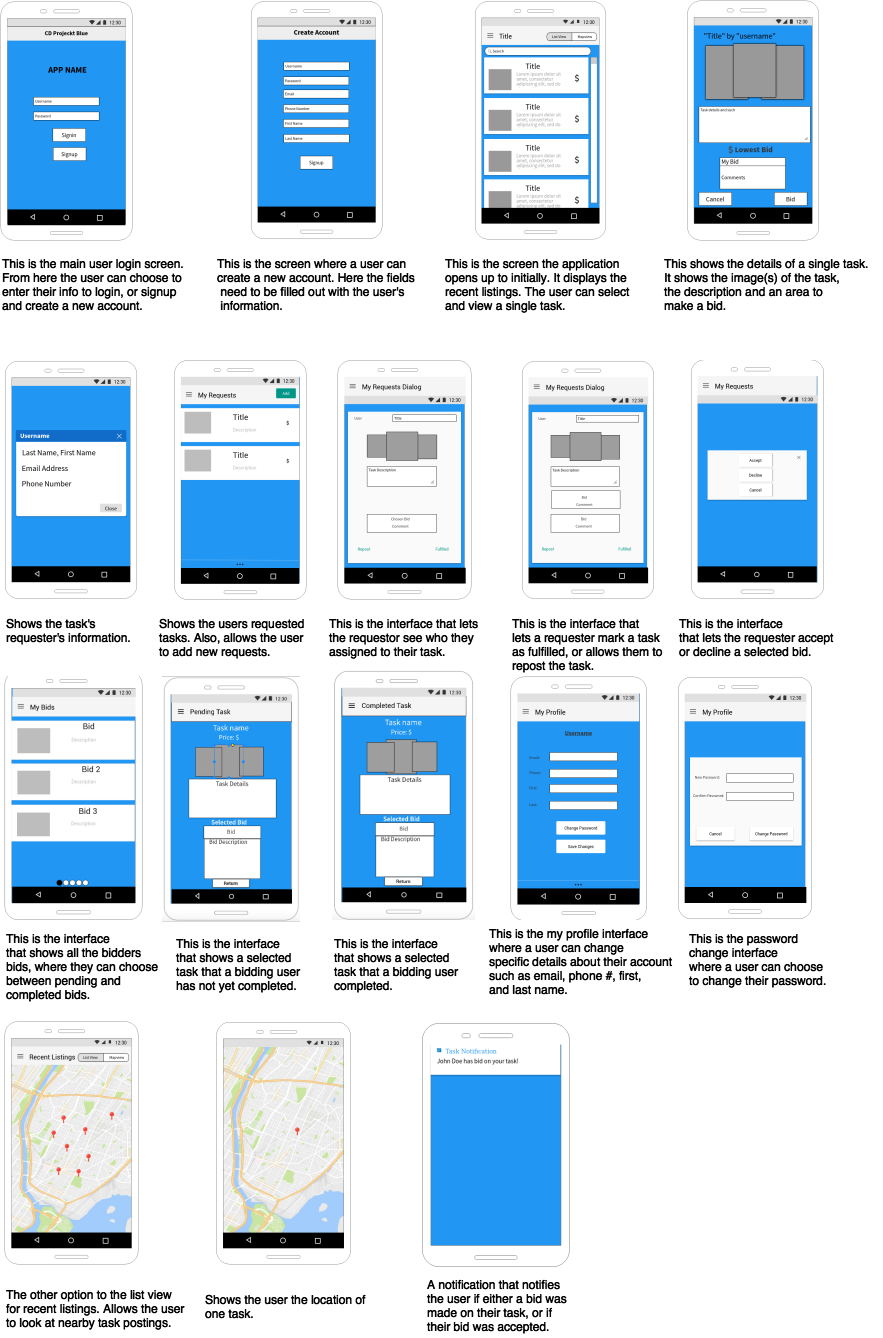 12:30
CD Projeckt Blue
APP NAME
Username
Password
Signin
Signup
This is the main user login screen.
From here the user can choose to
enter their info to login, or signup
and create a new account.
12:30
Create Account
Username
Password
Email
Phone Number
First Name
Last Name
Signup
This is the screen where a user can
create a new account. Here the fields
need to be filled out with the user's
information.
12:30
Title
List View
Mapview
Search
Title
Lorem ipsum dolor sit
amet, consectetur
adipiscing elit, sed do
$
Title
Lorem ipsum dolor sit
amet, consectetur
adipiscing elit, sed do
$
Title
Lorem ipsum dolor sit
amet, consectetur
adipiscing elit, sed do
$
Title
Lorem ipsum dolor sit
amet, consectetur
adipiscing elit, sed do
$
This is the screen the application
opens up to initially. It displays the
recent listings. The user can select
and view a single task.
12:30
"Title" by "username"
Task details and such
$ Lowest Bid
My Bid
Comments
Cancel
Bid
This shows the details of a single task.
It shows the image(s) of the task,
the description and an area to
make a bid.
12:30
Username
Last Name, First Name
Email Address
Phone Number
Close
Shows the task's
requester's information.
12:30
My Requests
Add
Title
Description
$
Title
Description
$
Shows the users requested
tasks. Also, allows the user
to add new requests.
My Requests Dialog
12:30
User
Title
Task Description
Chosen Bid
Comment
Repost
Fulfilled
This is the interface that lets
the requestor see who they
assigned to their task.
My Requests Dialog
12:30
User
Title
Task Description
Bid
Comment
Bid
Comment
Repost
Fulfilled
This is the interface that
lets a requester mark a task
as fulfilled, or allows them to
repost the task.
My Requests
12:30
Accept
Decline
Cancel
This is the interface
that lets the requester accept
or decline a selected bid.
12:30
My Bids
Bid
Description
Bid 2
Description
Bid 3
Description
This is the interface
that shows all the bidders
bids, where they can choose
between pending and
completed bids.
12:30
Pending Task
Task name
Price: $
Task Details
Selected Bid
Bid
Bid Description
Return
This is the interface
that shows a selected
task that a bidding user
has not yet completed.
12:30
Completed Task
Task name
Price: $
Task Details
Selected Bid
Bid
Bid Description
Return
This is the interface
that shows a selected
task that a bidding user
completed.
12:30
My Profile
Username
Email:
Phone:
First:
Last:
Change Password
Save Changes
This is the my profile interface
where a user can change
specific details about their account
such as email, phone #, first,
and last name.
12:30
My Profile
New Password:
Confirm Password:
Cancel
Change Password
This is the password
change interface
where a user can choose
to change their password.
12:30
Recent Listings
List View
Mapview
The other option to the list view
for recent listings. Allows the user
to look at nearby task postings.
12:30
Shows the user the location of
one task.
Task Notification
John Doe has bid on your task!
A notification that notifies
the user if either a bid was
made on their task, or if
their bid was accepted.